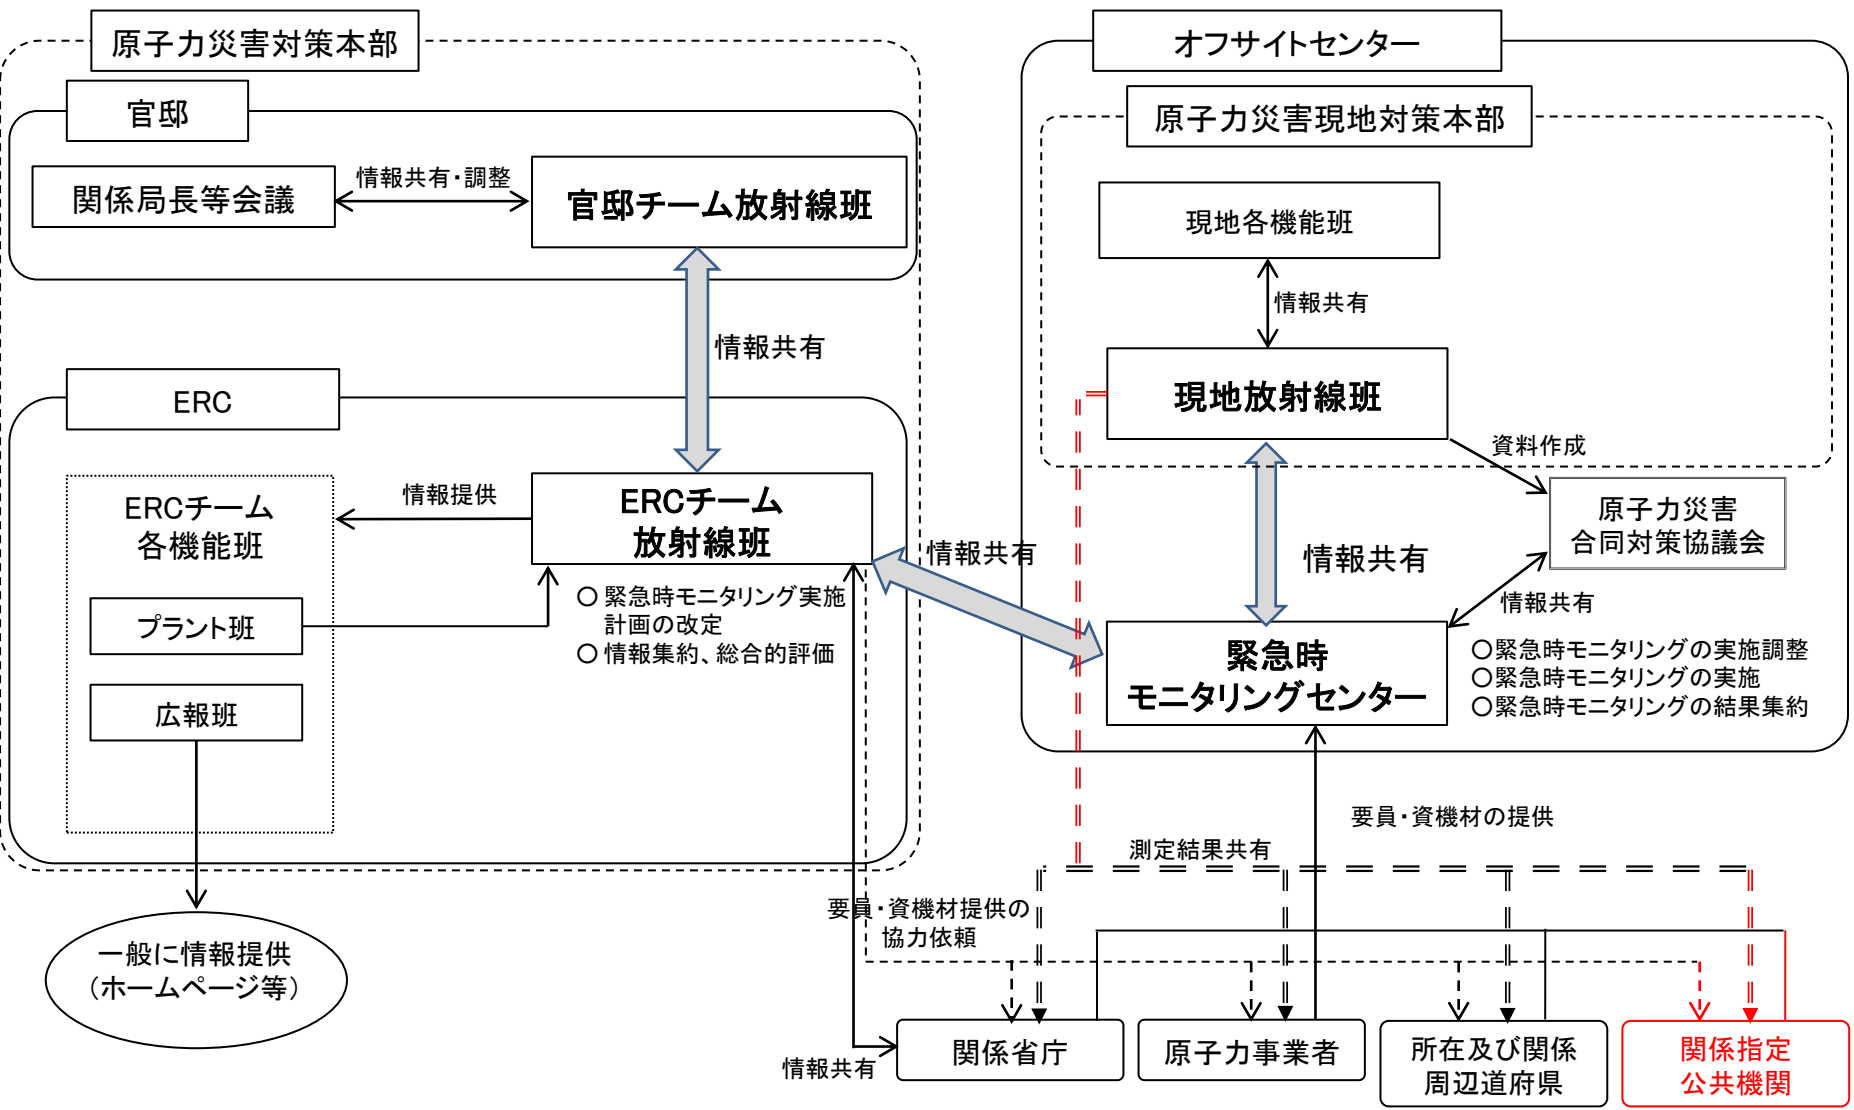 原子力災害対策本部
官邸
関係局長等会議
情報共有・調整
官邸チーム放射線班
情報共有
ERC
ERCチーム
各機能班
情報提供
ERCチーム
放射線班
プラント班
広報班
〇 緊急時モニタリング実施
計画の改定
〇 情報集約、総合的評価
一般に情報提供
（ホームページ等）
情報共有
オフサイトセンター
原子力災害現地対策本部
現地各機能班
情報共有
現地放射線班
資料作成
原子力災害
合同対策協議会
情報共有
情報共有
緊急時
モニタリングセンター
〇緊急時モニタリングの実施調整
〇緊急時モニタリングの実施
〇緊急時モニタリングの結果集約
要員・資機材の提供
測定結果共有
要員・資機材提供の
協力依頼
情報共有
関係省庁
原子力事業者
所在及び関係
周辺道府県
関係指定
公共機関